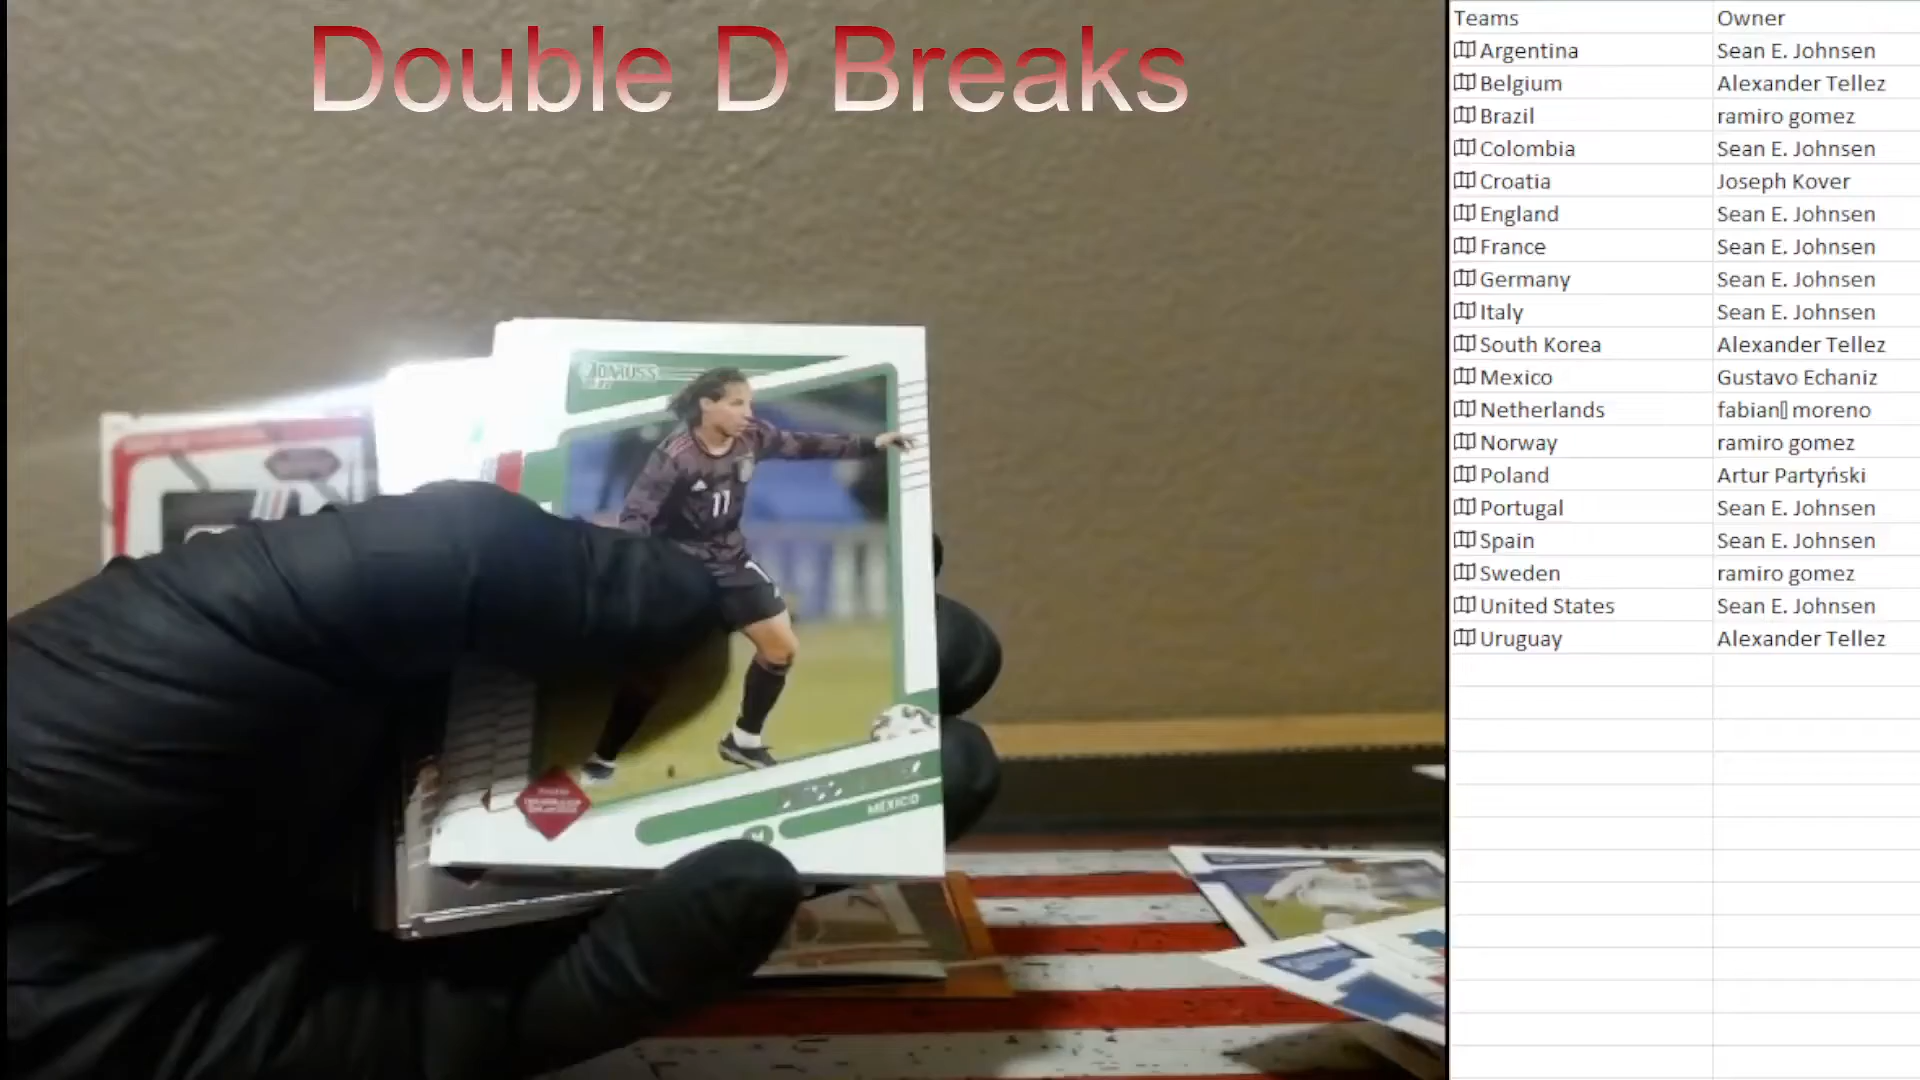 Double D Breaks
Teams Owner
Argentina Sean E. Johnsen
Belgium Alexander Tellez
Brazil ramiro gomez
Colombia Sean E. Johnsen
Croatia Joseph Kover
England Sean E. Johnsen
France Sean E. Johnsen
Germany Sean E. Johnsen
Italy Sean E. Johnsen
South Korea Alexander Tellez
Mexico Gustavo Echaniz
Netherlands fabian▯ moreno
Norway ramiro gomez
Poland Artur Partyński
Portugal Sean E. Johnsen
Spain Sean E. Johnsen
Sweden ramiro gomez
United States Sean E. Johnsen
Uruguay Alexander Tellez
DONRUSS
11
MEXICO